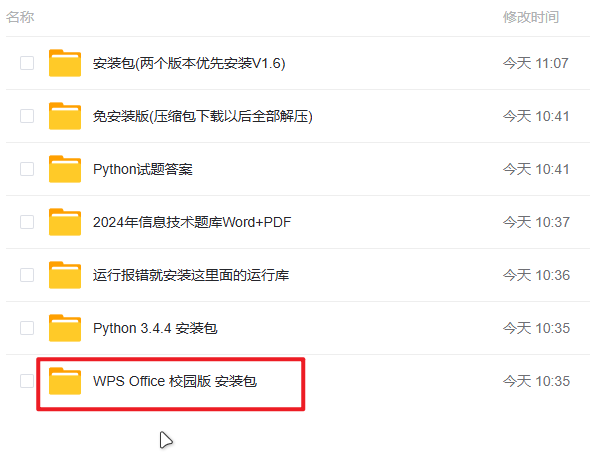 名称 修改时间
安装包(两个版本优先安装V1.6) 今天 11:07
免安装版(压缩包下载以后全部解压) 今天 10:41
Python试题答案 今天 10:41
2024年信息技术题库Word+PDF 今天 10:37
运行报错就安装这里面的运行库 今天 10:36
Python 3.4.4 安装包 今天 10:35
WPS Office 校园版 安装包 今天 10:35